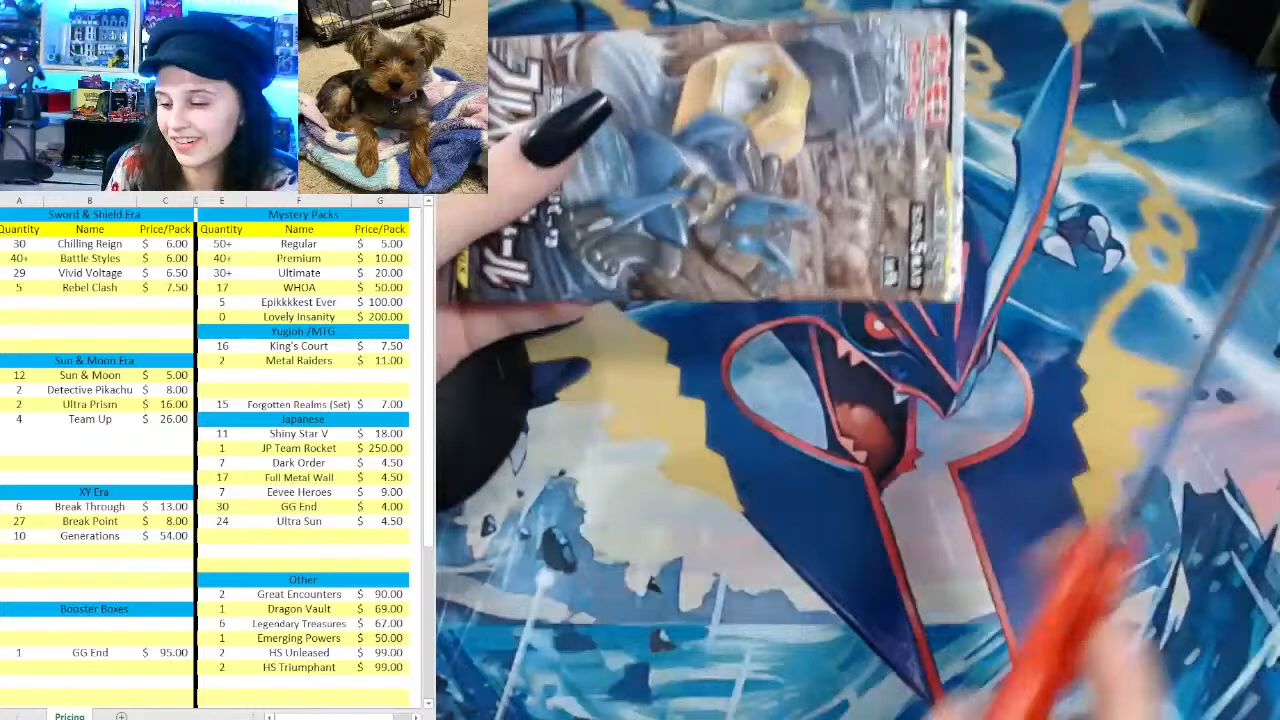 A B C E F G
Sword & Shield Era Mystery Packs
Quantity Name Price/Pack Quantity Name Price/Pack
30 Chilling Reign $ 6.00 50+ Regular $ 5.00
40+ Battle Styles $ 6.00 40+ Premium $ 10.00
29 Vivid Voltage $ 6.50 30+ Ultimate $ 20.00
5 Rebel Clash $ 7.50 17 WHOA $ 50.00
5 Epikkkkest Ever $ 100.00
0 Lovely Insanity $ 200.00
Yugioh /MTG
16 King's Court $ 7.50
Sun & Moon Era 2 Metal Raiders $ 11.00
12 Sun & Moon $ 5.00
2 Detective Pikachu $ 8.00
2 Ultra Prism $ 16.00 15 Forgotten Realms (Set) $ 7.00
4 Team Up $ 26.00 Japanese
11 Shiny Star V $ 18.00
1 JP Team Rocket $ 250.00
7 Dark Order $ 4.50
17 Full Metal Wall $ 4.50
XY Era 7 Eevee Heroes $ 9.00
6 Break Through $ 13.00 30 GG End $ 4.00
27 Break Point $ 8.00 24 Ultra Sun $ 4.50
10 Generations $ 54.00
Other
2 Great Encounters $ 90.00
Booster Boxes 1 Dragon Vault $ 69.00
6 Legendary Treasures $ 67.00
1 Emerging Powers $ 50.00
1 GG End $ 95.00 2 HS Unleased $ 99.00
2 HS Triumphant $ 99.00
Pricing